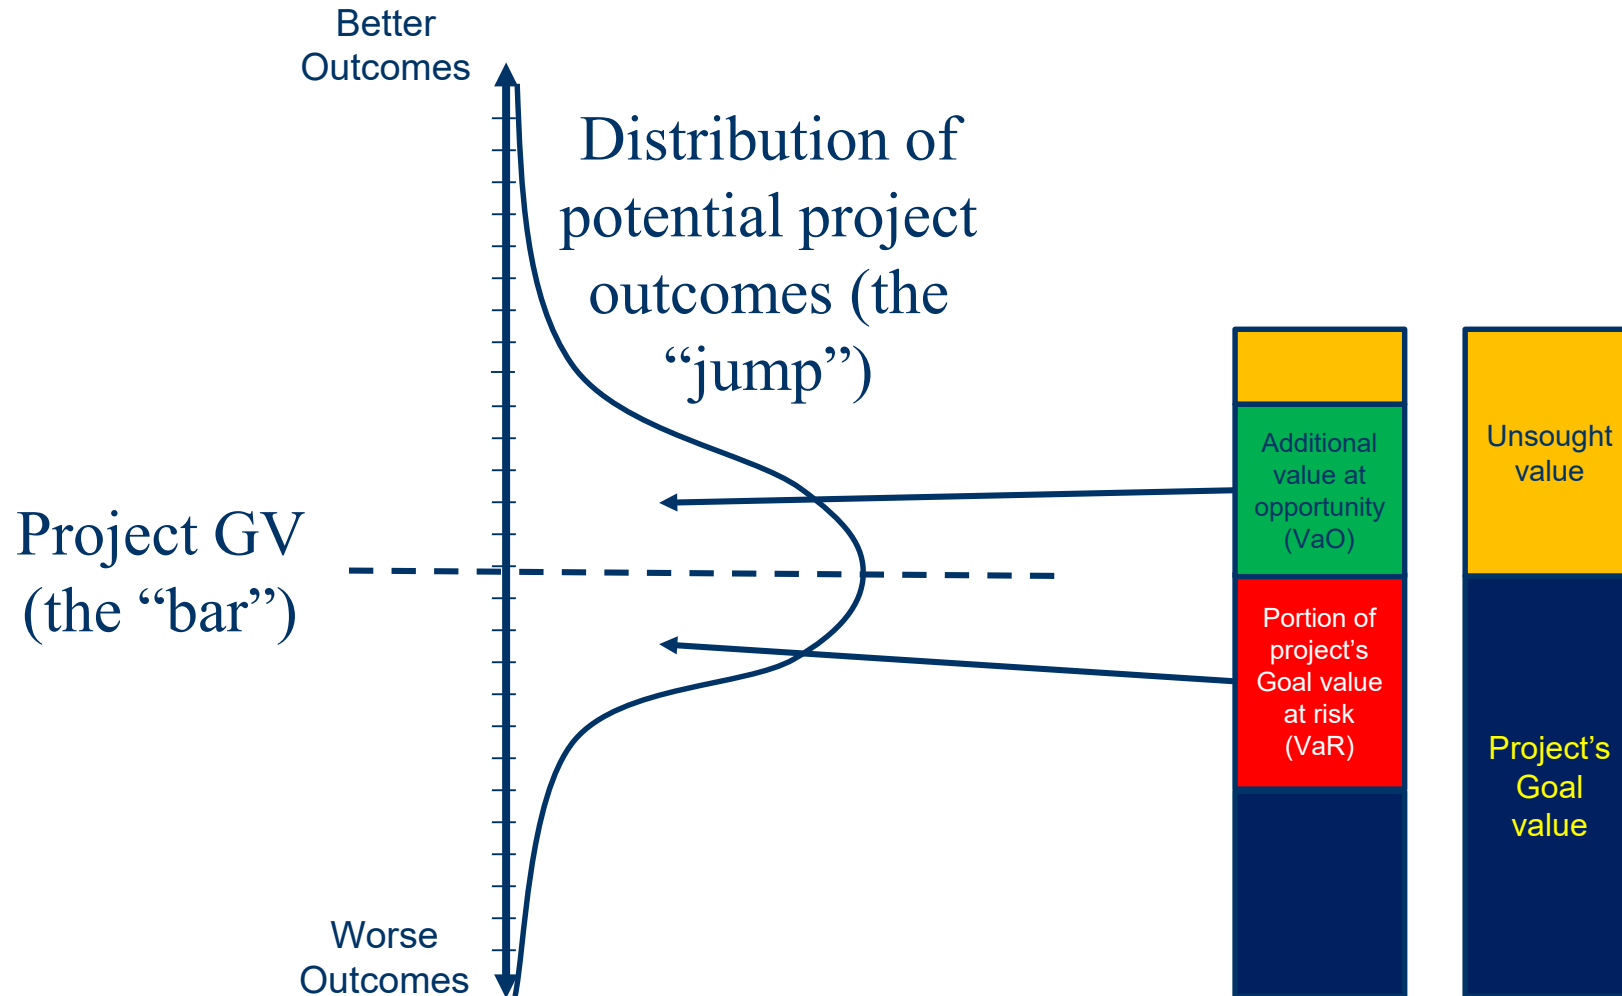 Better
Outcomes
Distribution of
potential project
outcomes (the
“jump”)
Project GV
(the “bar”)
Additional
value at
opportunity
(VaO)
Portion of
project’s
Goal value
at risk
(VaR)
Unsought
value
Project’s
Goal
value
Worse
Outcomes